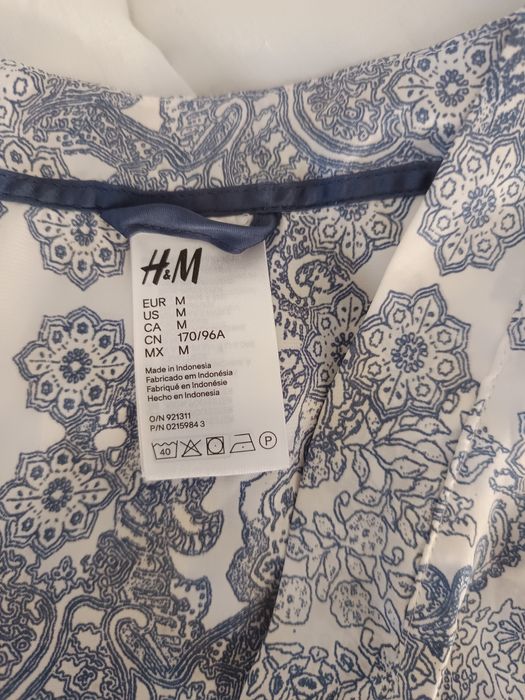 H&M
EUR M
US M
CA M
CN 170/96A
MX M
Made in Indonesia
Fabricado em Indonésia
Fabriqué en Indonésie
Hecho en Indonesia
O/N 921311
P/N 0215984 3
40 P